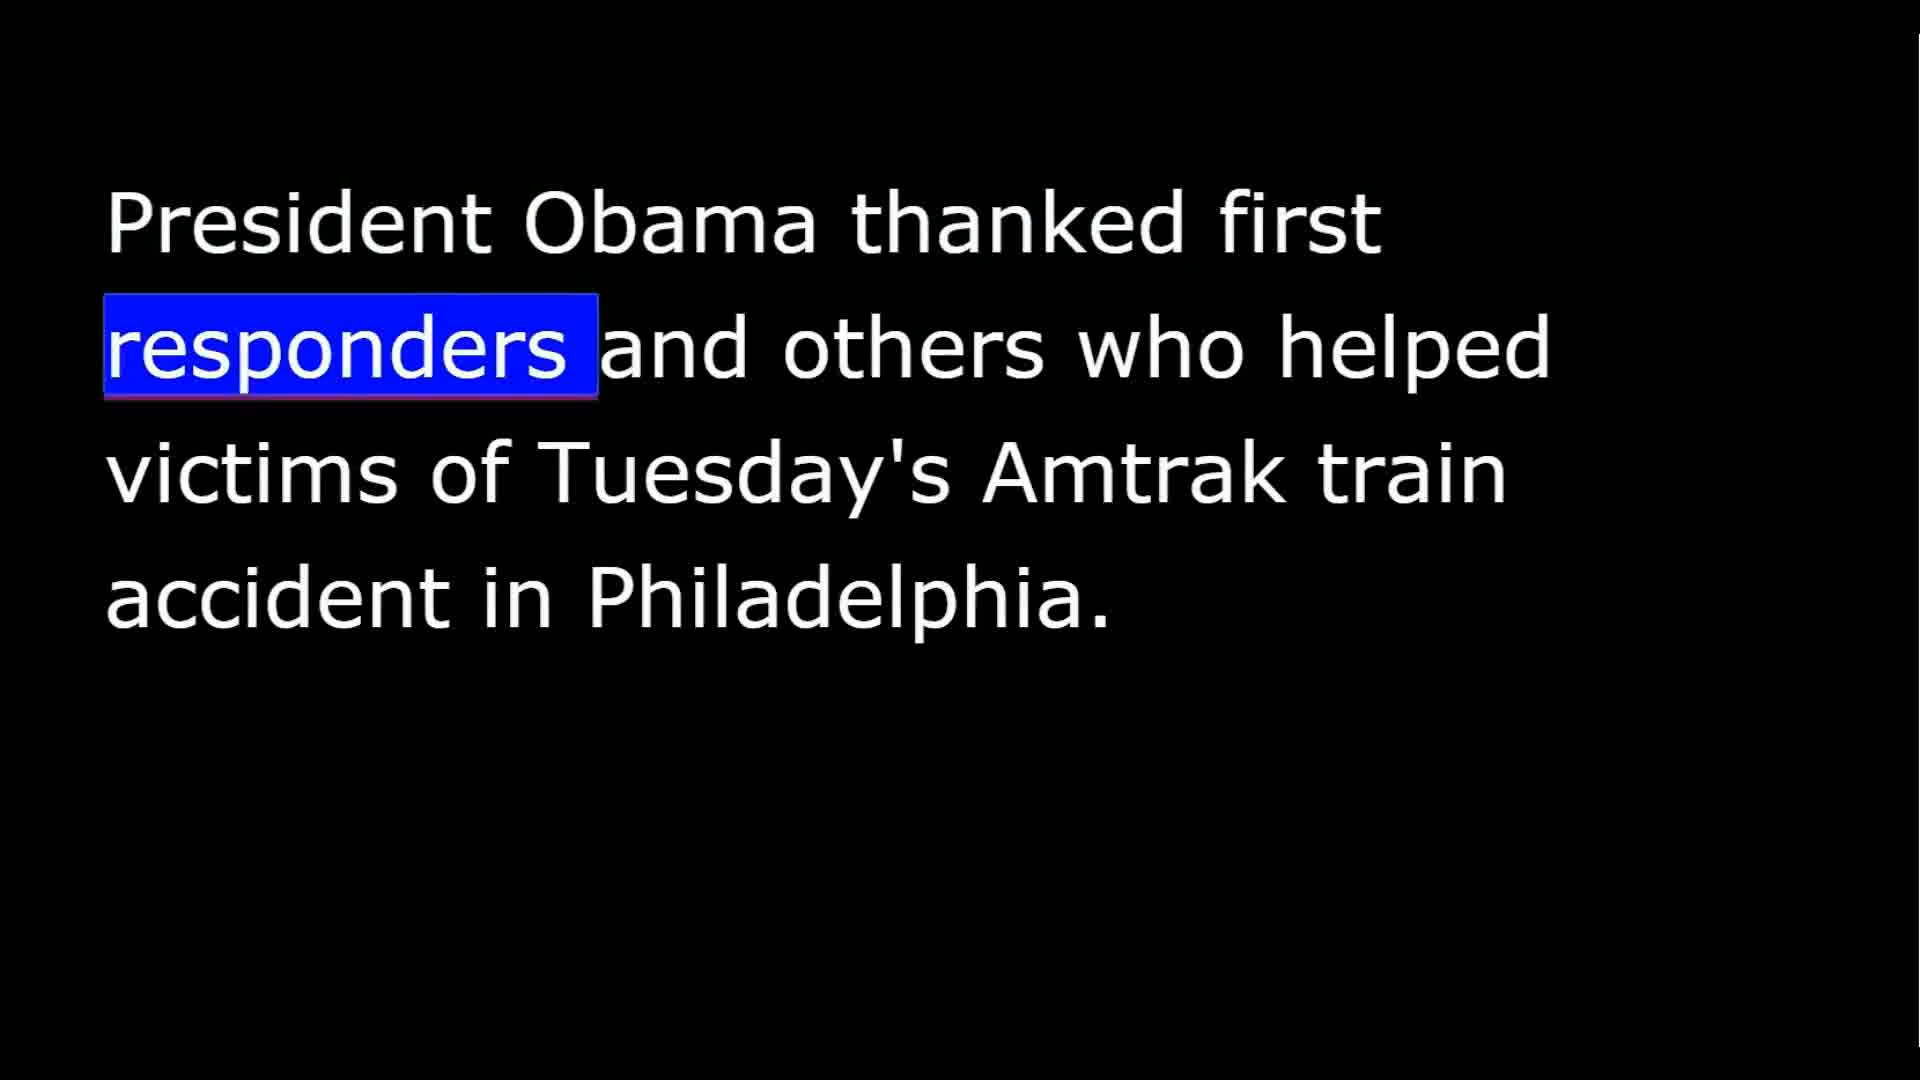 President Obama thanked first
responders and others who helped
victims of Tuesday's Amtrak train
accident in Philadelphia.